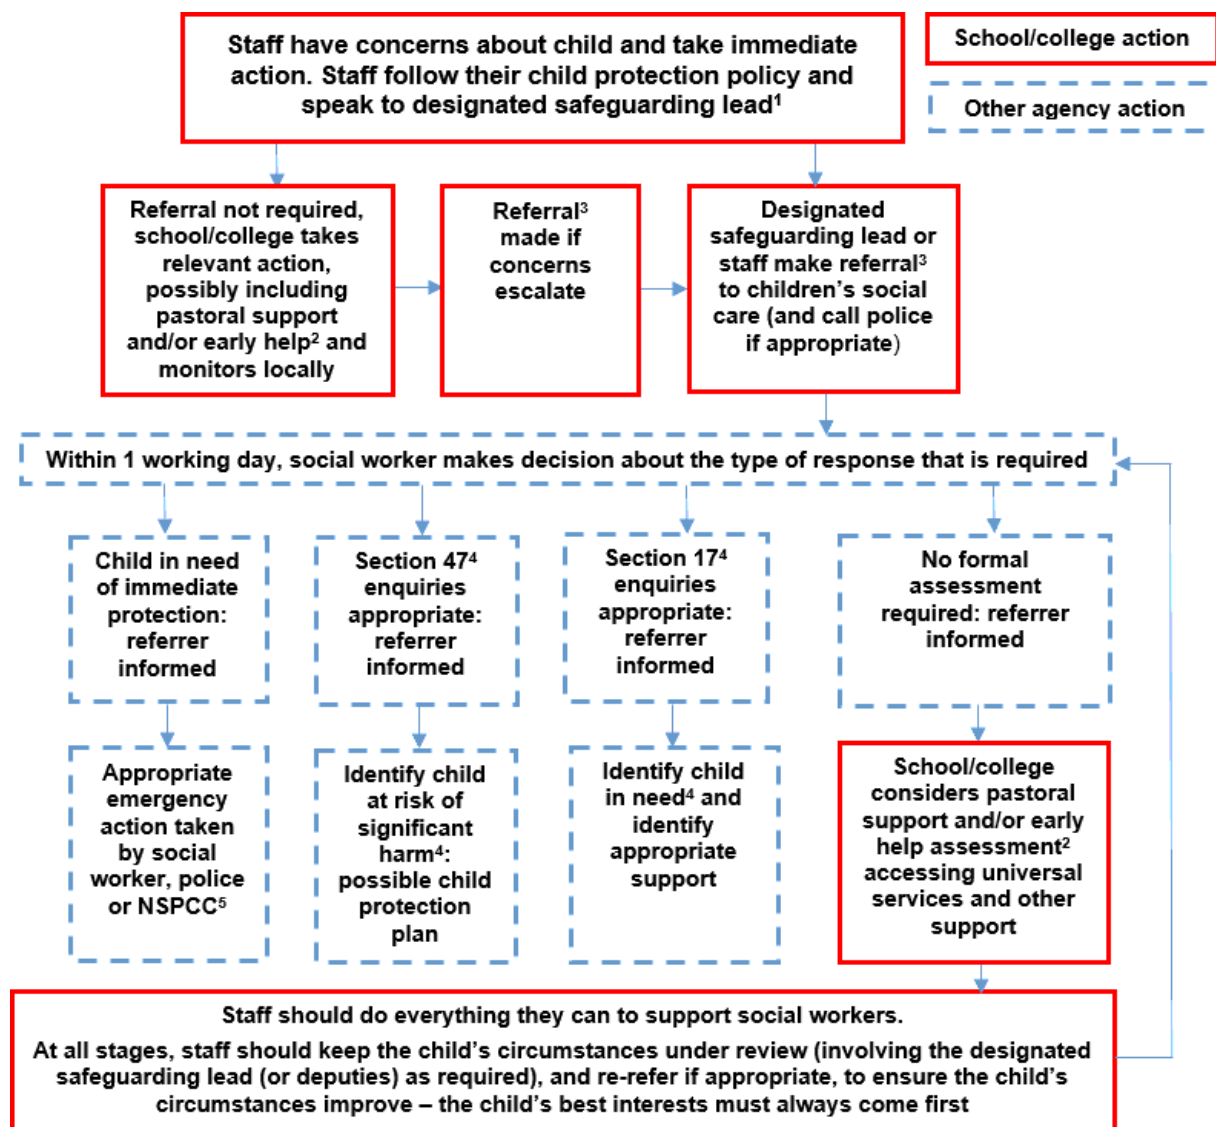 Staff have concerns about child and take immediate
action. Staff follow their child protection policy and
speak to designated safeguarding lead¹
School/college action
Other agency action
Referral not required,
school/college takes
relevant action,
possibly including
pastoral support
and/or early help² and
monitors locally
Referral³
made if
concerns
escalate
Designated
safeguarding lead or
staff make referral³
to children’s social
care (and call police
if appropriate)
Within 1 working day, social worker makes decision about the type of response that is required
Child in need
of immediate
protection:
referrer
informed
Section 47⁴
enquiries
appropriate:
referrer
informed
Section 17⁴
enquiries
appropriate:
referrer
informed
No formal
assessment
required: referrer
informed
Appropriate
emergency
action taken
by social
worker, police
or NSPCC⁵
Identify child
at risk of
significant
harm⁴:
possible child
protection
plan
Identify child
in need⁴ and
identify
appropriate
support
School/college
considers pastoral
support and/or early
help assessment²
accessing universal
services and other
support
Staff should do everything they can to support social workers.
At all stages, staff should keep the child’s circumstances under review (involving the designated
safeguarding lead (or deputies) as required), and re-refer if appropriate, to ensure the child’s
circumstances improve – the child’s best interests must always come first